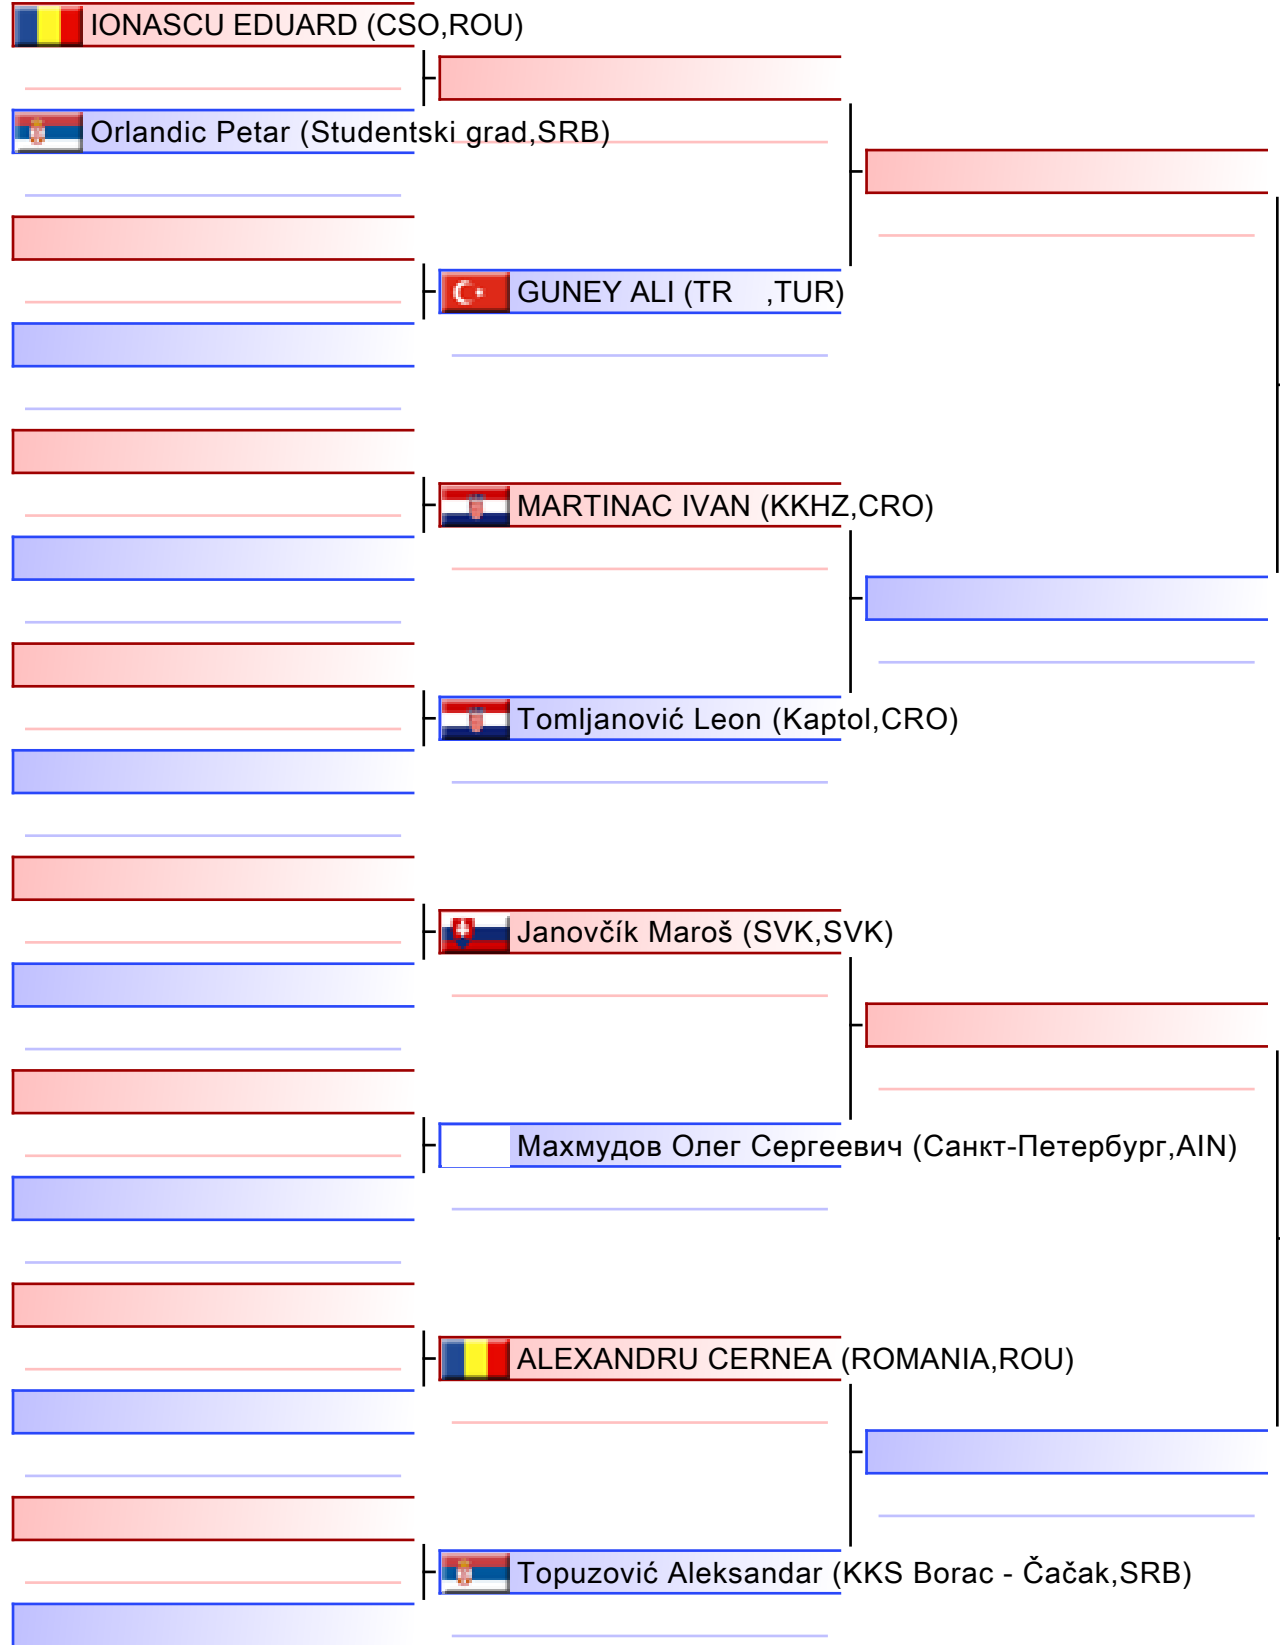 IONASCU EDUARD (CSO,ROU)
Orlandic Petar (Studentski grad,SRB)
GUNEY ALI (TR ,TUR)
MARTINAC IVAN (KKHZ,CRO)
Tomljanović Leon (Kaptol,CRO)
Janovčík Maroš (SVK,SVK)
Махмудов Олег Сергеевич (Санкт-Петербург,AIN)
ALEXANDRU CERNEA (ROMANIA,ROU)
Topuzović Aleksandar (KKS Borac - Čačak,SRB)